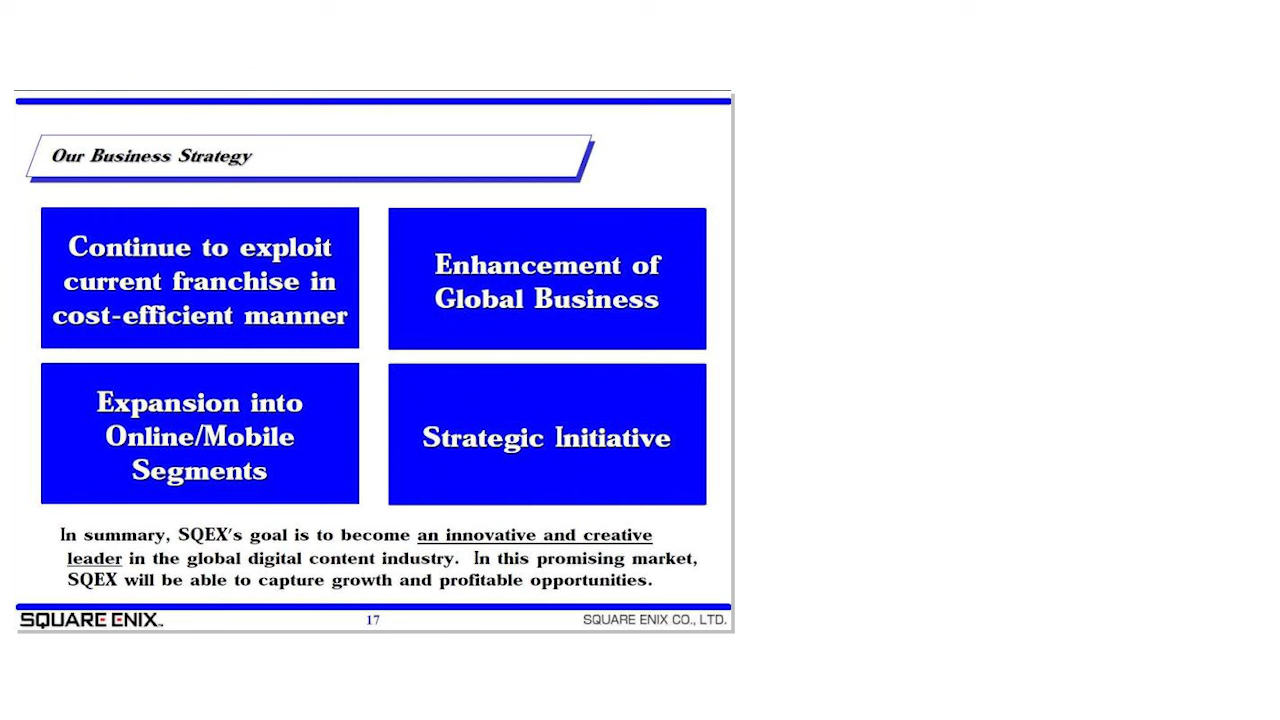 Our Business Strategy
Continue to exploit
current franchise in
cost-efficient manner
Enhancement of
Global Business
Expansion into
Online/Mobile
Segments
Strategic Initiative
In summary, SQEX's goal is to become an innovative and creative
leader in the global digital content industry. In this promising market,
SQEX will be able to capture growth and profitable opportunities.
SQUARE ENIX™
17
SQUARE ENIX CO., LTD.